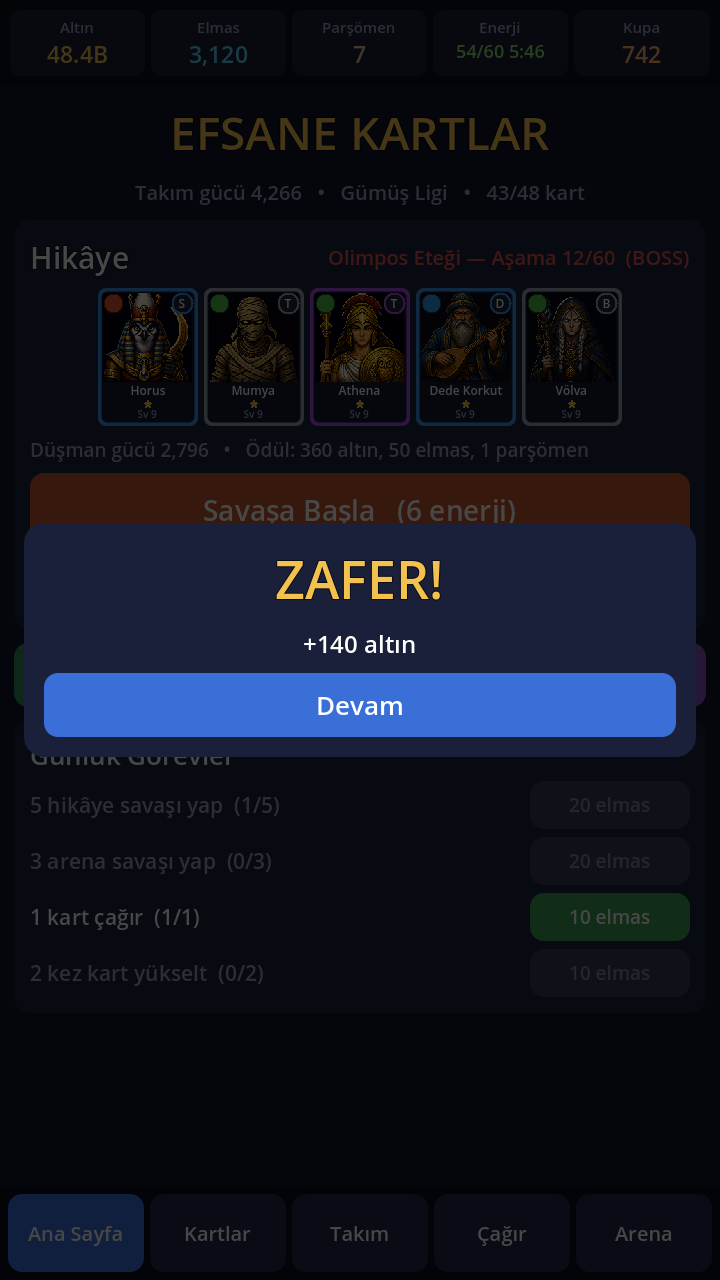 Altın Elmas Parşömen Enerji Kupa
48.4B 3,120 7 54/60 5:46 742
EFSANE KARTLAR
Takım gücü 4,266 • Gümüş Ligi • 43/48 kart
Hikâye Olimpos Eteği — Aşama 12/60 (BOSS)
S T T D B
Horus Mumya Athena Dede Korkut Völva
Sv 9 Sv 9 Sv 9 Sv 9 Sv 9
Düşman gücü 2,796 • Ödül: 360 altın, 50 elmas, 1 parşömen
Savaşa Başla (6 enerji)
ZAFER!
+140 altın
Devam
Günlük Görevler
5 hikâye savaşı yap (1/5) 20 elmas
3 arena savaşı yap (0/3) 20 elmas
1 kart çağır (1/1) 10 elmas
2 kez kart yükselt (0/2) 10 elmas
Ana Sayfa Kartlar Takım Çağır Arena